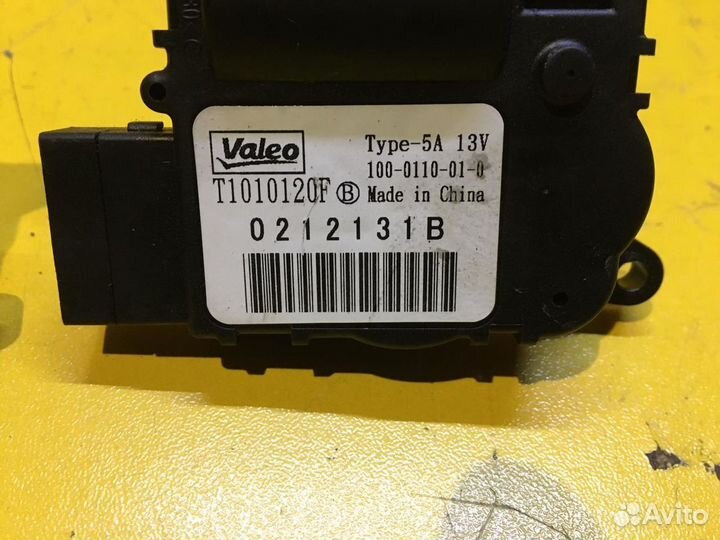 Valeo
Type-5A 13V
100-0110-01-0
T1010120F Ⓑ Made in China
0212131B
Avito